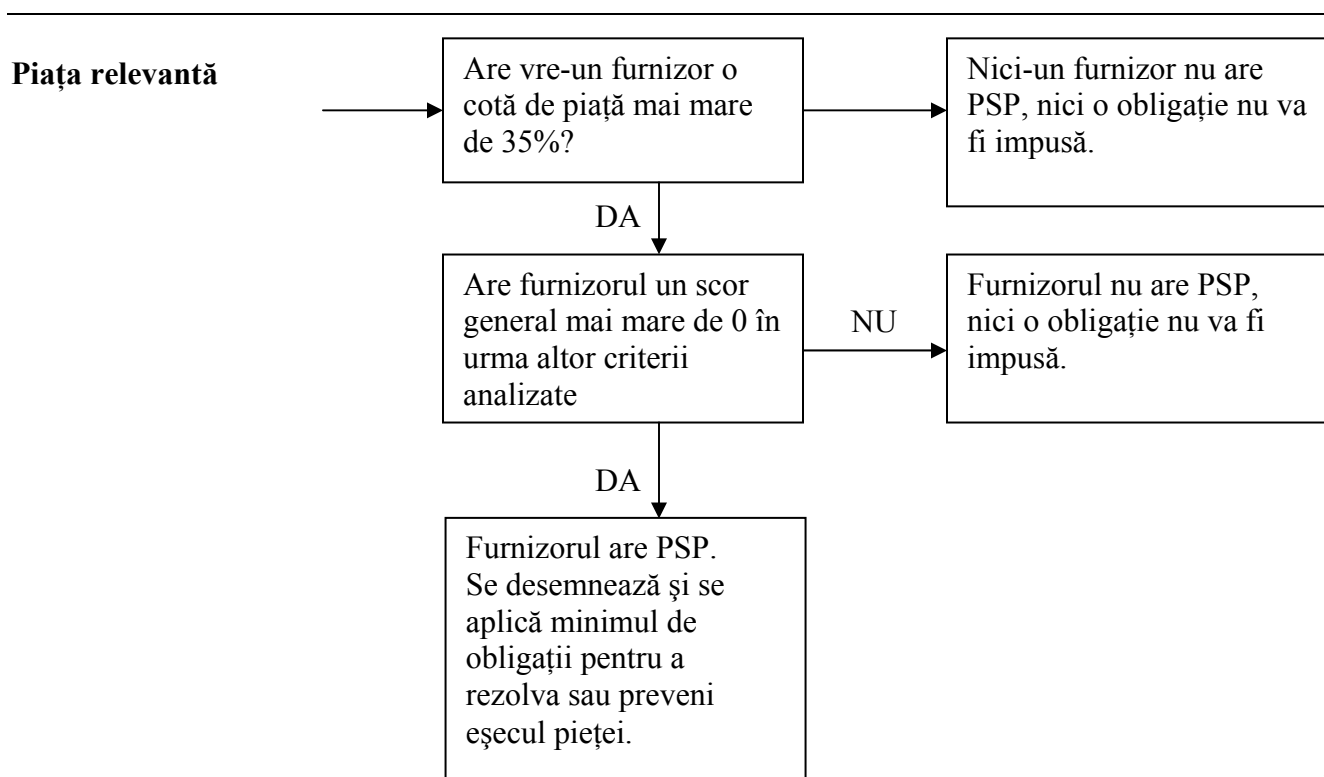 Piața relevantă
Are vre-un furnizor o
cotă de piață mai mare
de 35%?
Nici-un furnizor nu are
PSP, nici o obligație nu va
fi impusă.
DA
Are furnizorul un scor
general mai mare de 0 în
urma altor criterii
analizate
NU
Furnizorul nu are PSP,
nici o obligație nu va fi
impusă.
DA
Furnizorul are PSP.
Se desemnează şi se
aplică minimul de
obligații pentru a
rezolva sau preveni
eşecul pieței.